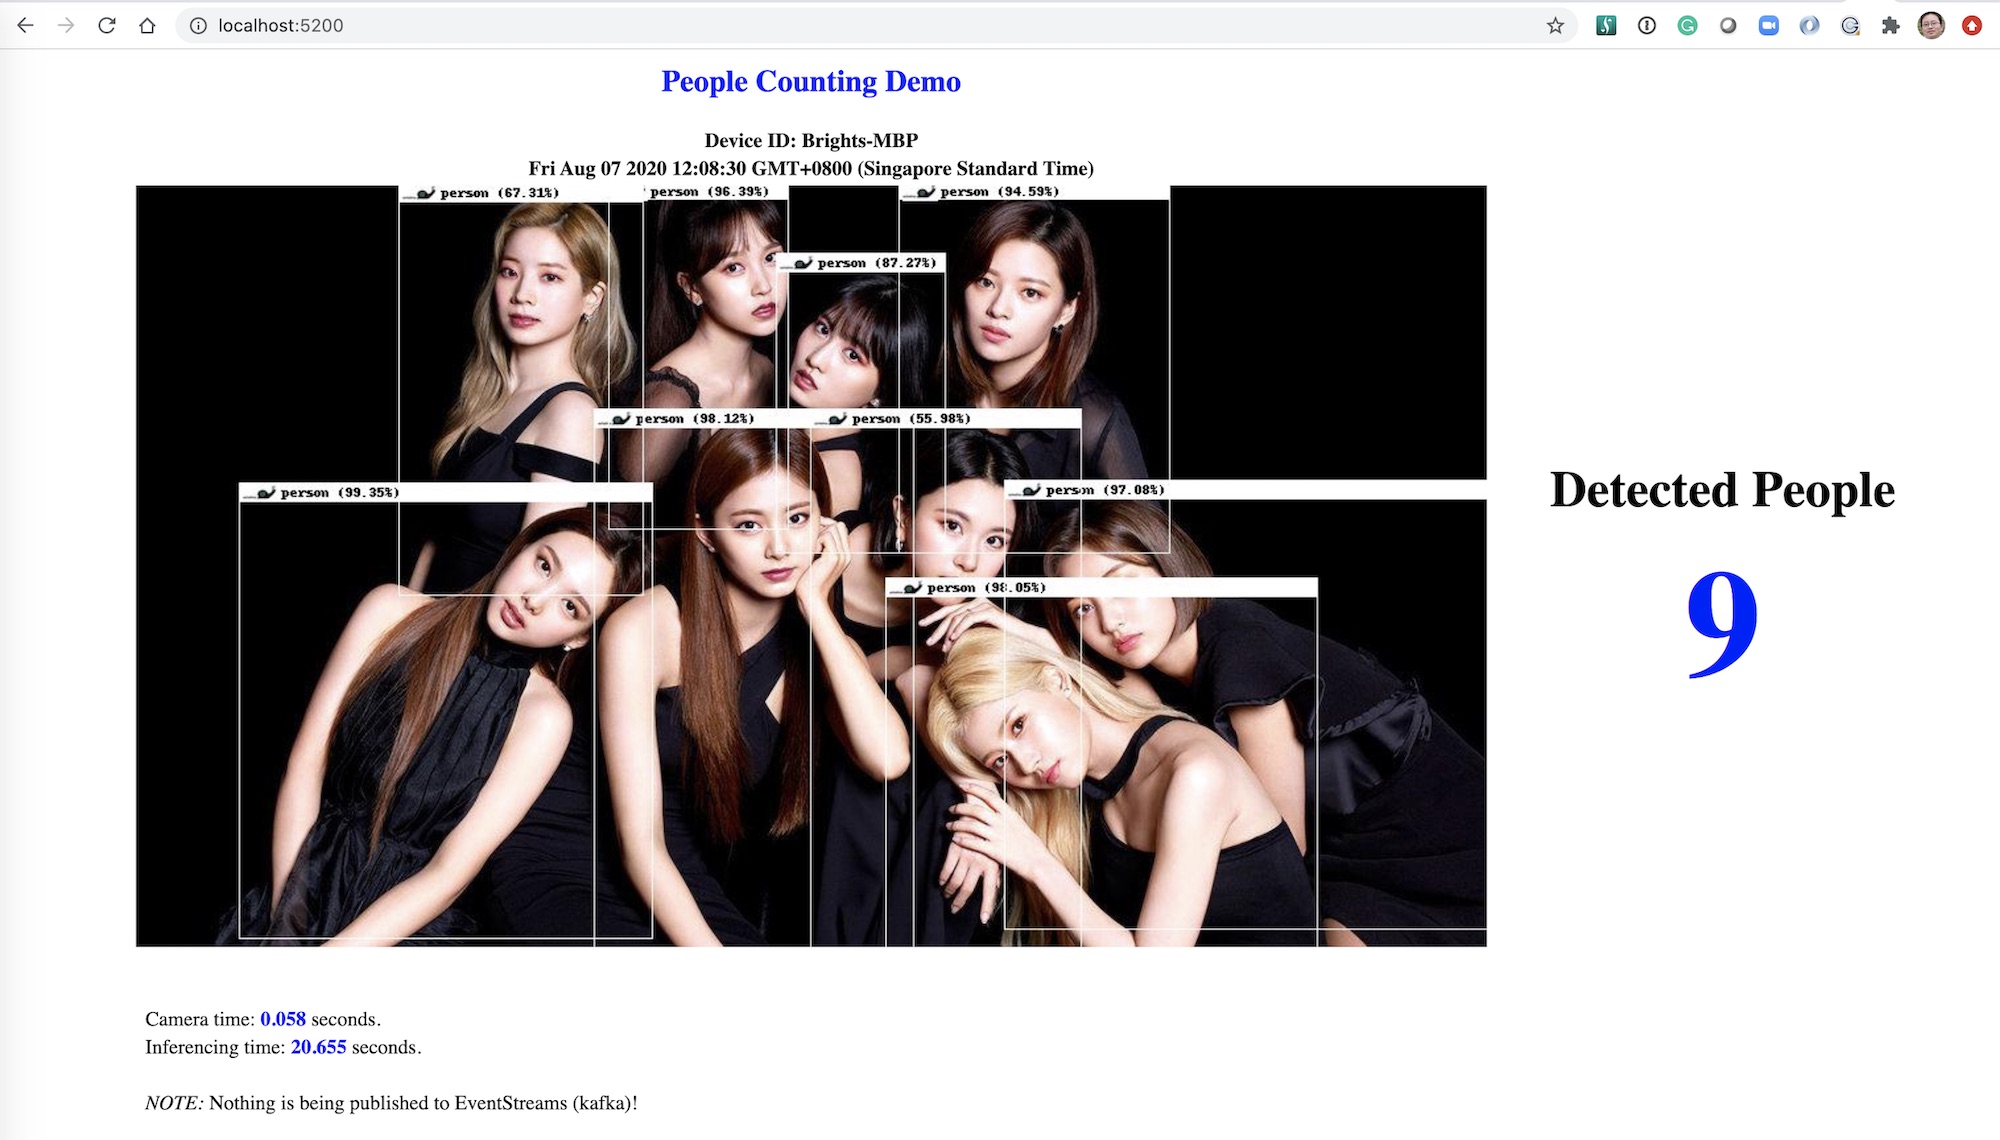 localhost:5200
People Counting Demo
Device ID: Brights-MBP
Fri Aug 07 2020 12:08:30 GMT+0800 (Singapore Standard Time)
person (67.31%)
person (96.39%)
person (94.59%)
person (87.27%)
person (98.12%)
person (55.98%)
person (99.35%)
person (97.08%)
person (98.05%)
Detected People
9
Camera time: 0.058 seconds.
Inferencing time: 20.655 seconds.
NOTE: Nothing is being published to EventStreams (kafka)!